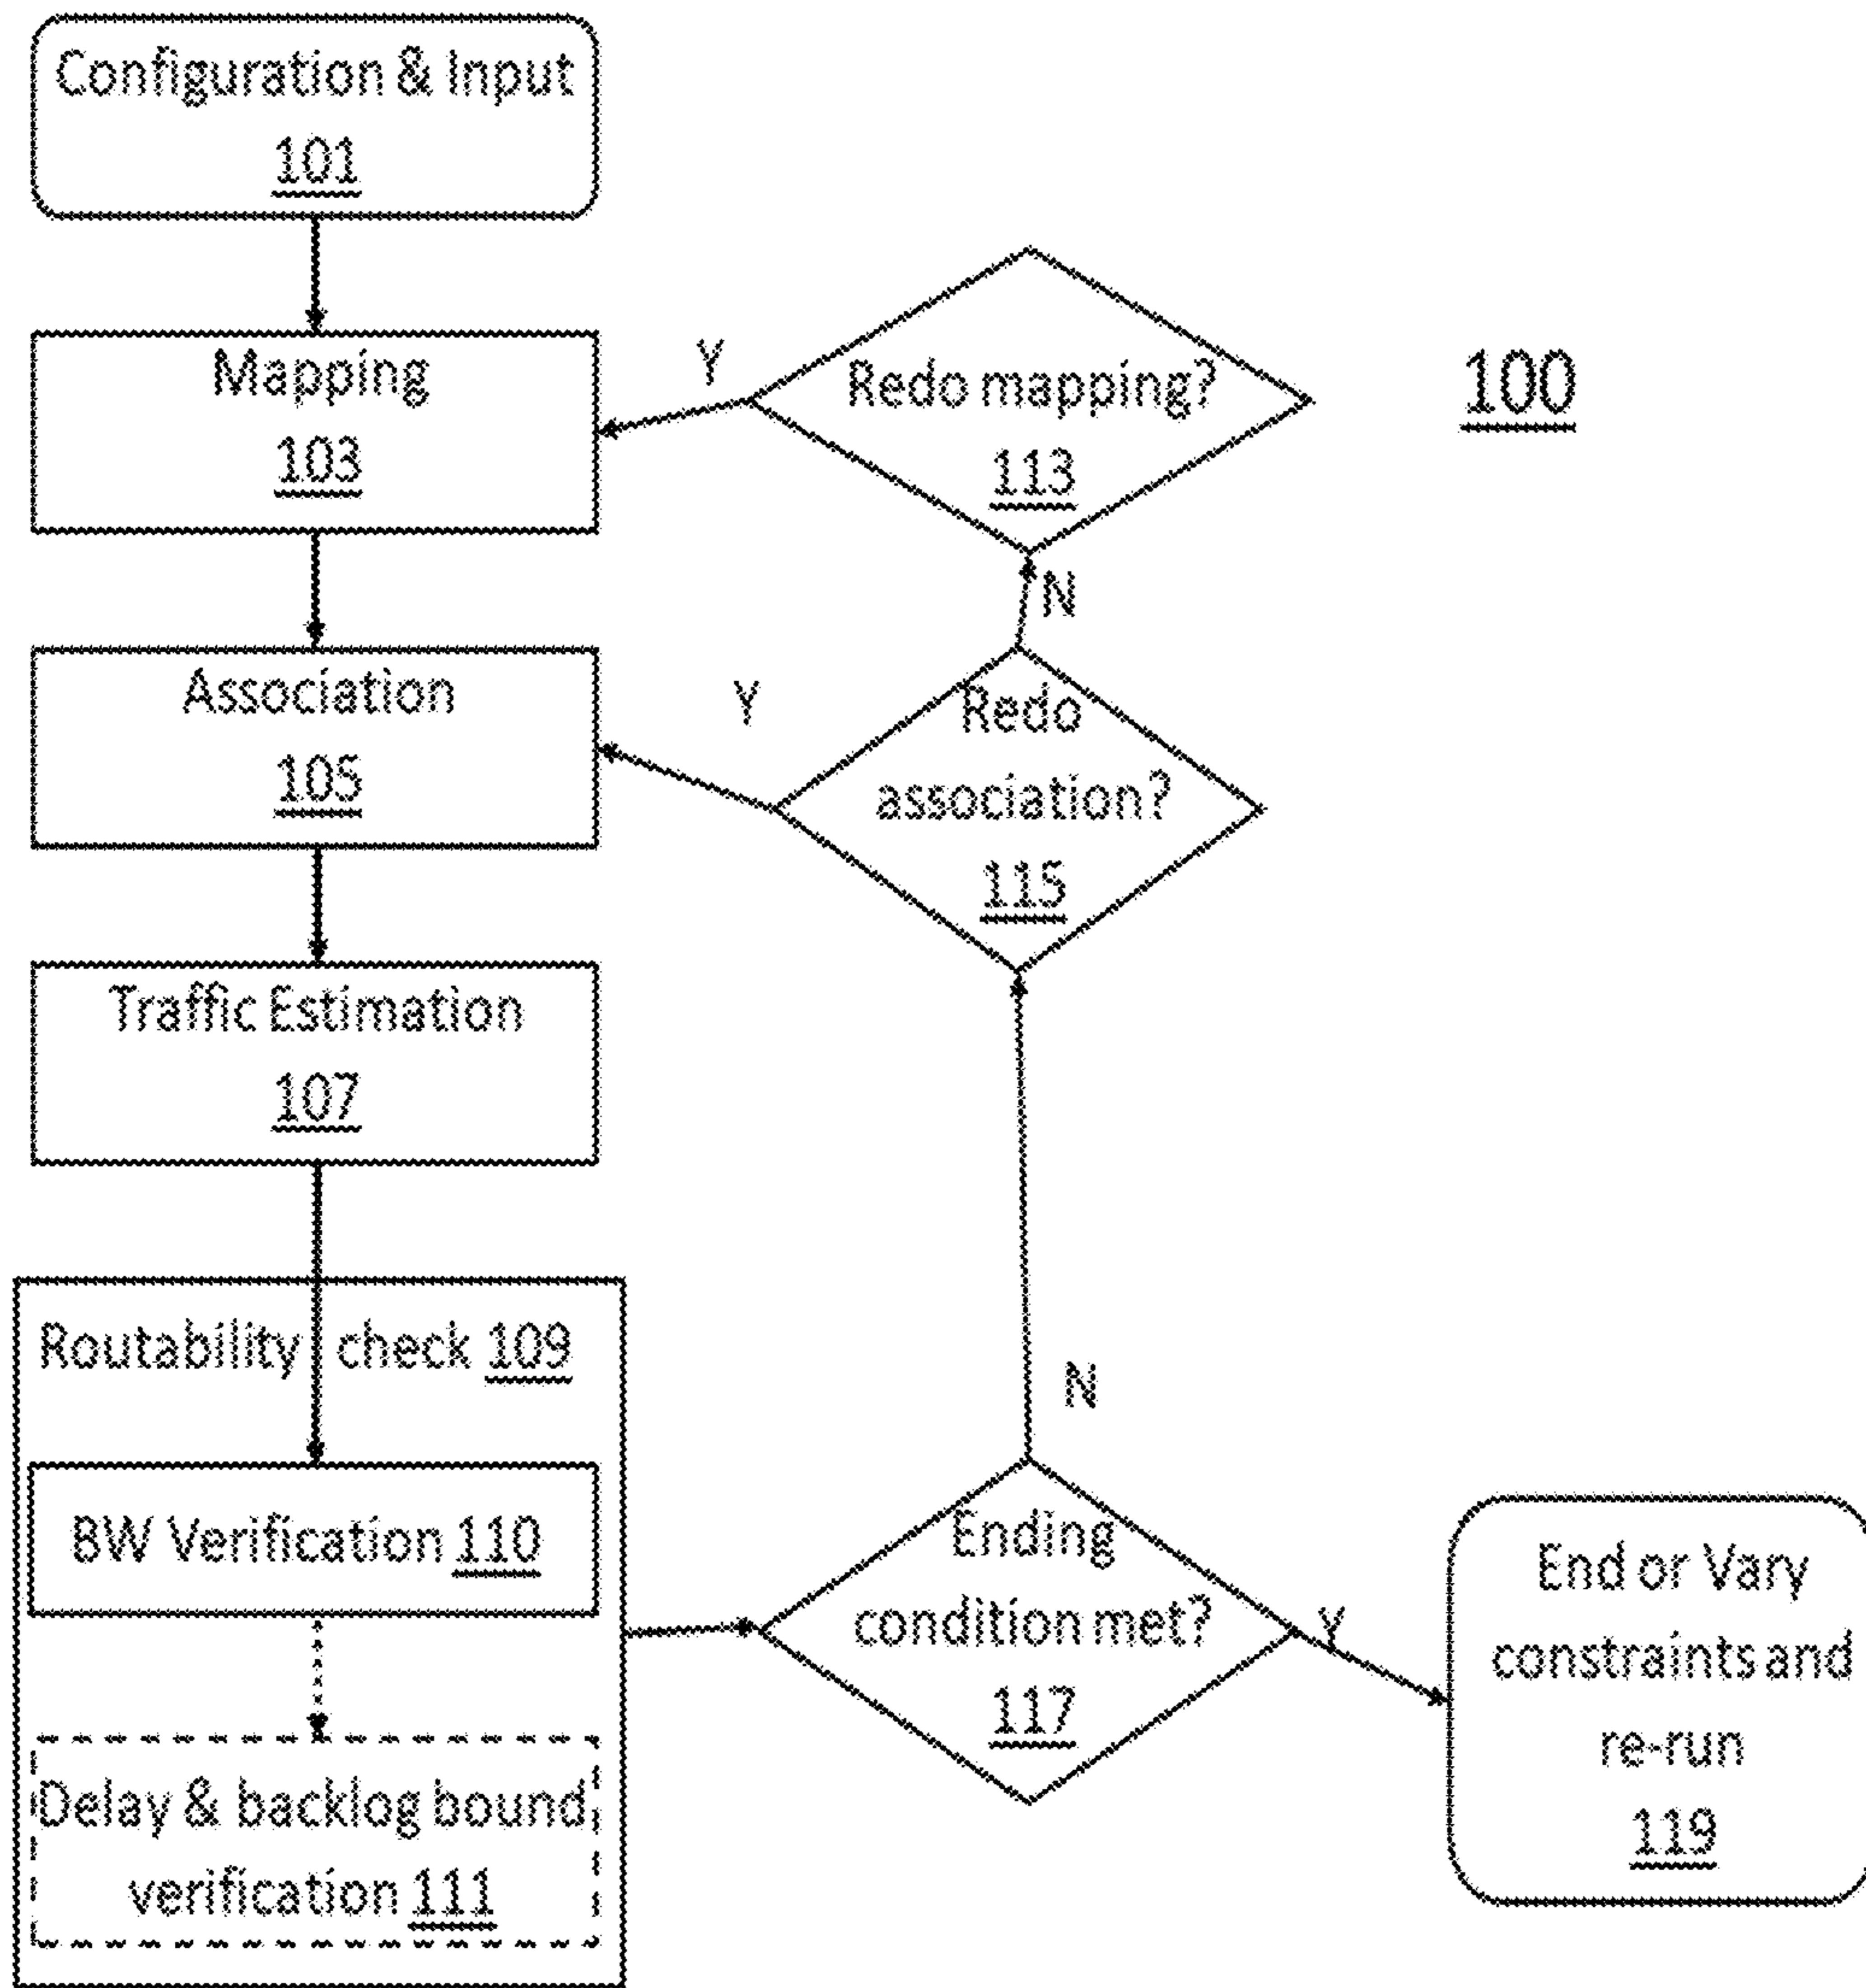 Configuration & Input
101
Mapping
103
Association
105
Traffic Estimation
107
Routability check 109
BW Verification 110
Delay & backlog bound
verification 111
Y
Redo mapping?
113
N
Y
Redo
association?
115
N
Ending
condition met?
117
Y
End or Vary
constraints and
re-run
119
100